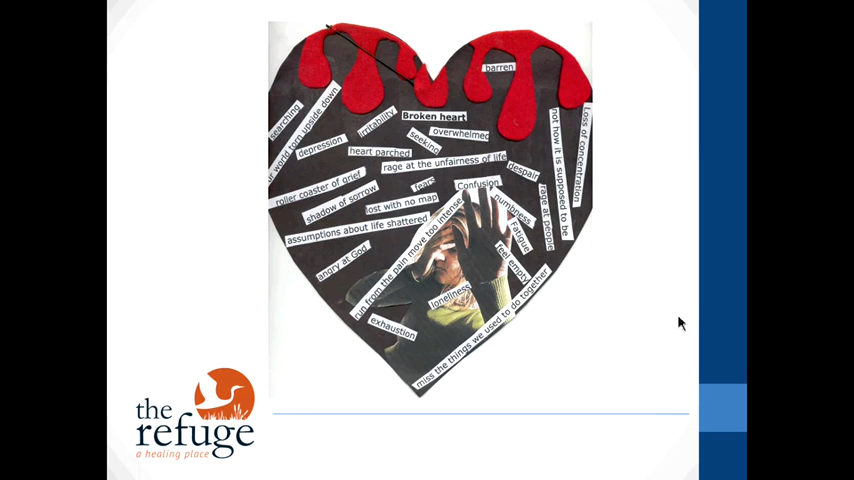 barren
searching
ur world torn upside down
irritability
Broken heart
overwhelmed
seeking
depression
heart parched
rage at the unfairness of life
despair
not how it is supposed to be
Loss of concentration
roller coaster of grief
fears
Confusion
shadow of sorrow
lost with no map
numbness
rage at people
assumptions about life shattered
run from the pain move too intense
Fatigue
angry at God
feel empty
loneliness
exhaustion
miss the things we used to do together
the
refuge
a healing place